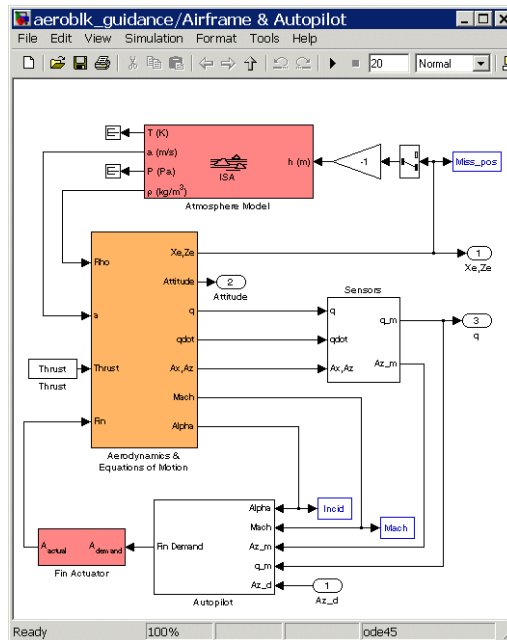 aeroblk_guidance/Airframe & Autopilot
File Edit View Simulation Format Tools Help
20 Normal
T (K)
a (m/s)
P (Pa)
ρ (kg/m³)
ISA
h (m)
-1
Miss_pos
Atmosphere Model
Rho
a
Thrust
Fin
Xe,Ze
Attitude
q
qdot
Ax,Az
Mach
Alpha
Aerodynamics &
Equations of Motion
1
Xe,Ze
2
Attitude
Sensors
q
qdot
Ax,Az
q_m
Az_m
3
q
Thrust
Thrust
Incid
Mach
Alpha
Mach
Az_m
q_m
Az_d
Fin Demand
Autopilot
1
Az_d
A actual
A demand
Fin Actuator
Ready 100% ode45